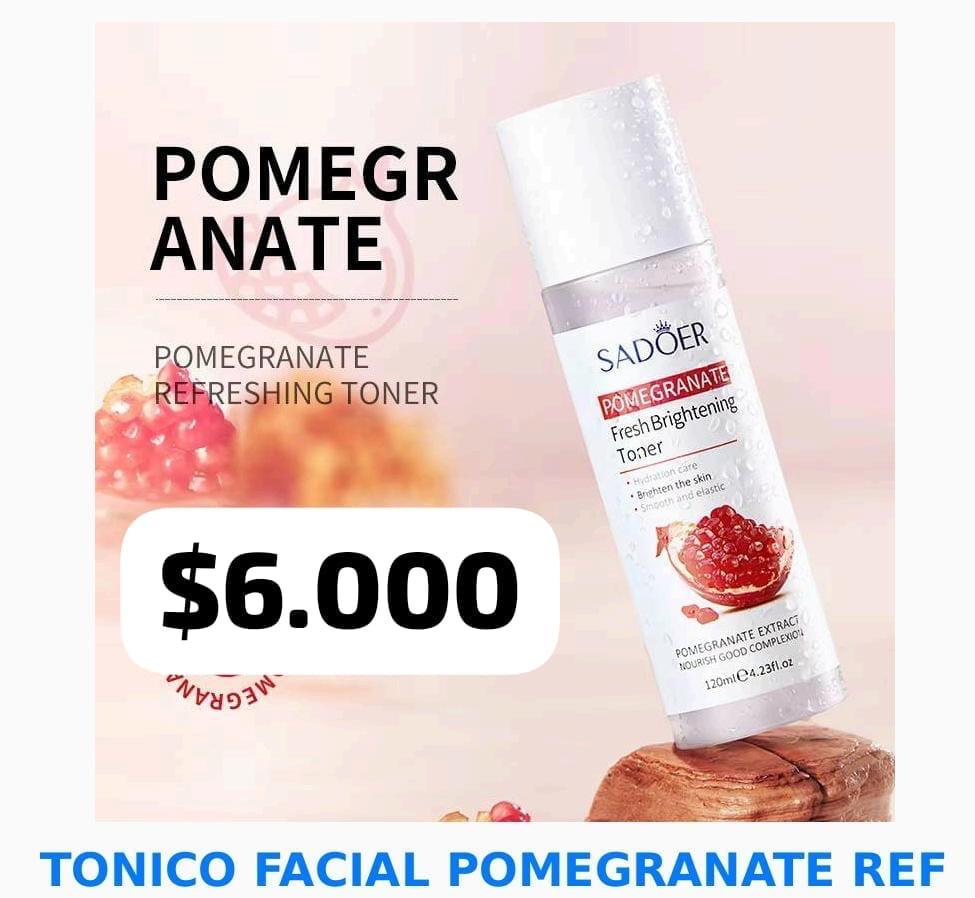 POMEGR
ANATE
POMEGRANATE
REFRESHING TONER
SADOER
POMEGRANATE
Fresh Brightening
Toner
• Hydration care
• Brighten the skin
• Smooth and elastic
$6.000
POMEGRANATE EXTRACT
NOURISH GOOD COMPLEXION
120ml℮4.23fl.oz
TONICO FACIAL POMEGRANATE REF